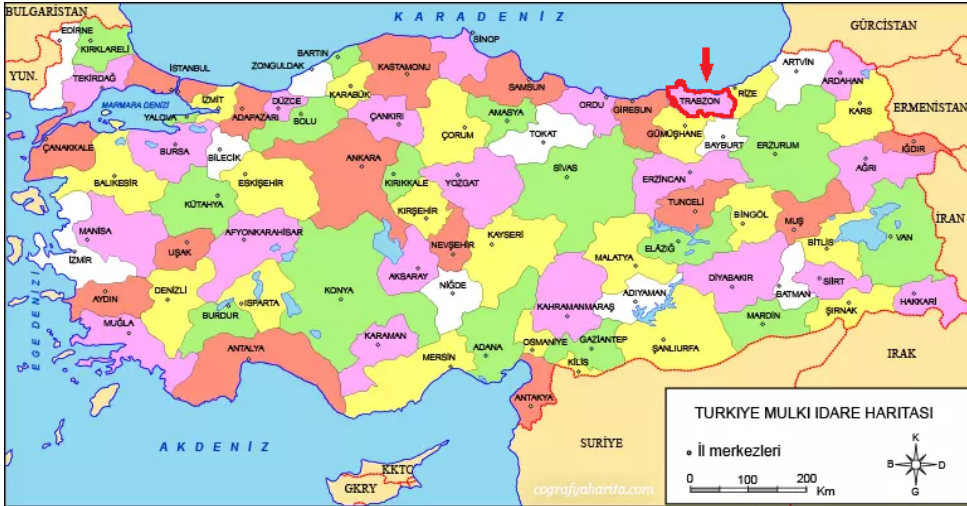 BULGARİSTAN
KARADENİZ
GÜRCİSTAN
EDİRNE
KIRKLARELİ
SİNOP
BARTIN
ZONGULDAK
KASTAMONU
ARTVİN
YUN.
TEKİRDAĞ
İSTANBUL
ARDAHAN
SAMSUN
RİZE
KARABÜK
MARMARA DENİZİ
İZMİT
DÜZCE
ORDU
GİRESUN
TRABZON
KARS
ERMENİSTAN
YALOVA
ADAPAZARI
BOLU
ÇANKIRI
AMASYA
ÇORUM
TOKAT
GÜMÜŞHANE
BAYBURT
ERZURUM
ÇANAKKALE
BURSA
BİLECİK
ANKARA
SİVAS
IĞDIR
AĞRI
BALIKESİR
ESKİŞEHİR
KIRIKKALE
YOZGAT
ERZİNCAN
KÜTAHYA
TUNCELİ
KIRŞEHİR
BİNGÖL
MUŞ
İRAN
MANİSA
AFYONKARAHİSAR
KAYSERİ
NEVŞEHİR
ELAZIĞ
BİTLİS
VAN
UŞAK
İZMİR
MALATYA
AKSARAY
DİYABAKIR
SİİRT
NİĞDE
BATMAN
AYDIN
DENİZLİ
ISPARTA
KONYA
ADIYAMAN
HAKKARİ
KAHRAMANMARAŞ
ŞIRNAK
BURDUR
MARDİN
MUĞLA
KARAMAN
EGE DENİZİ
OSMANİYE
GAZİANTEP
ŞANLIURFA
ANTALYA
MERSİN
ADANA
KİLİS
IRAK
ANTAKYA
AKDENİZ
SURİYE
KKTC
GKRY
cografyaharita.com
TURKIYE MULKI IDARE HARITASI
İl merkezleri
K
B
D
G
0 100 200
Km